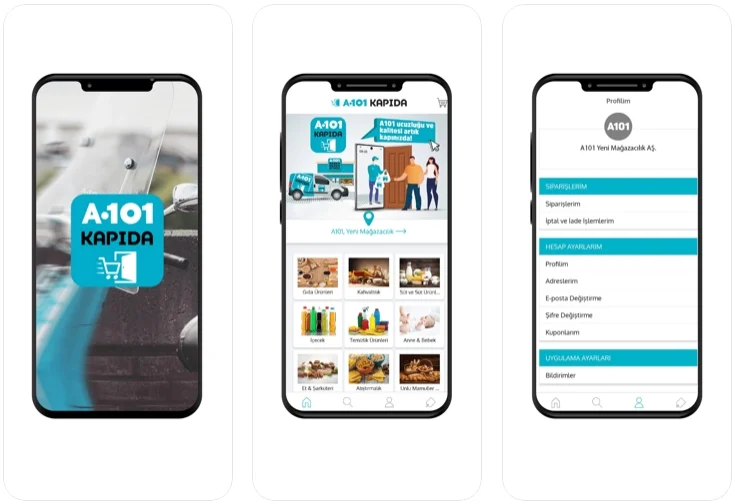 A101
KAPIDA
A101 KAPIDA
A101
KAPIDA
A101 ucuzluğu ve
kalitesi artık
kapınızda!
A101, Yeni Mağazacılık
Gıda Ürünleri
Kahvaltılık
Süt ve Süt Ürünl...
İçecek
Temizlik Ürünleri
Anne & Bebek
Et & Şarküteri
Atıştırmalık
Unlu Mamuller ...
Profilim
A101
A101 Yeni Mağazacılık AŞ.
SİPARİŞLERİM
Siparişlerim
İptal ve İade İşlemlerim
HESAP AYARLARIM
Profilim
Adreslerim
E-posta Değiştirme
Şifre Değiştirme
Kuponlarım
UYGULAMA AYARLARI
Bildirimler